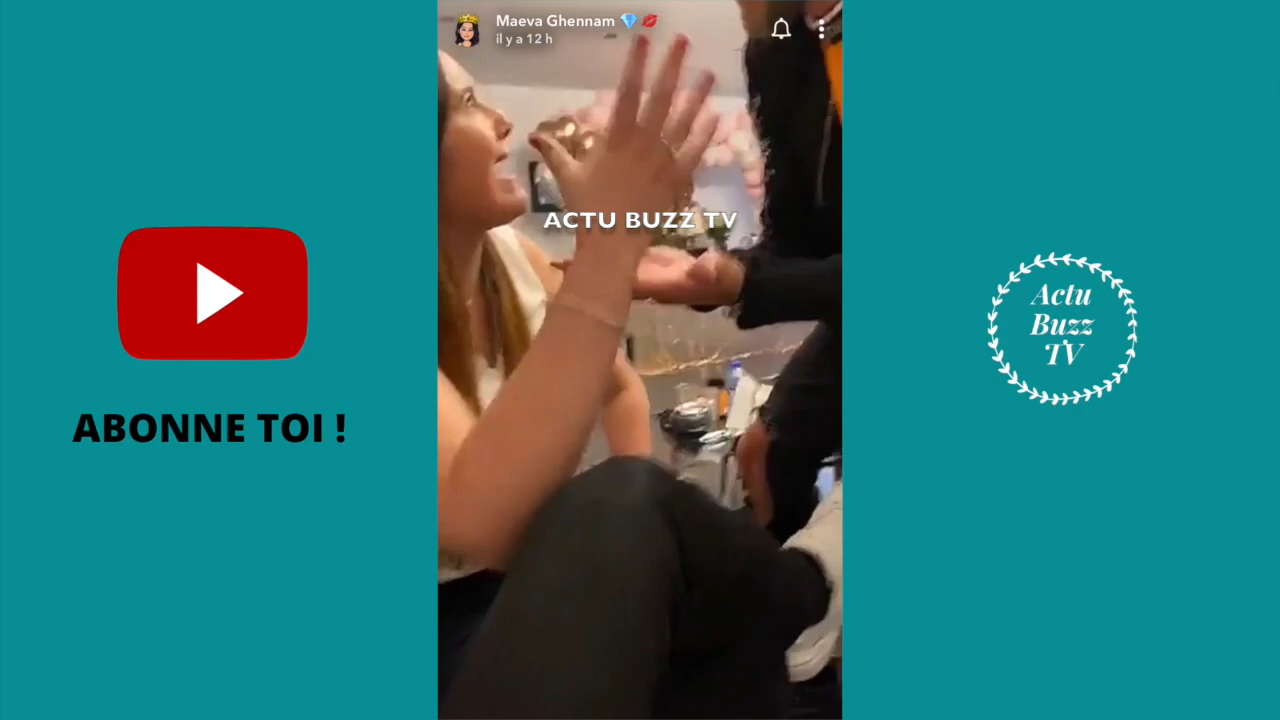 Maeva Ghennam 💎 💋
il y a 12 h
ACTU BUZZ TV
ABONNE TOI !
Actu
Buzz
TV